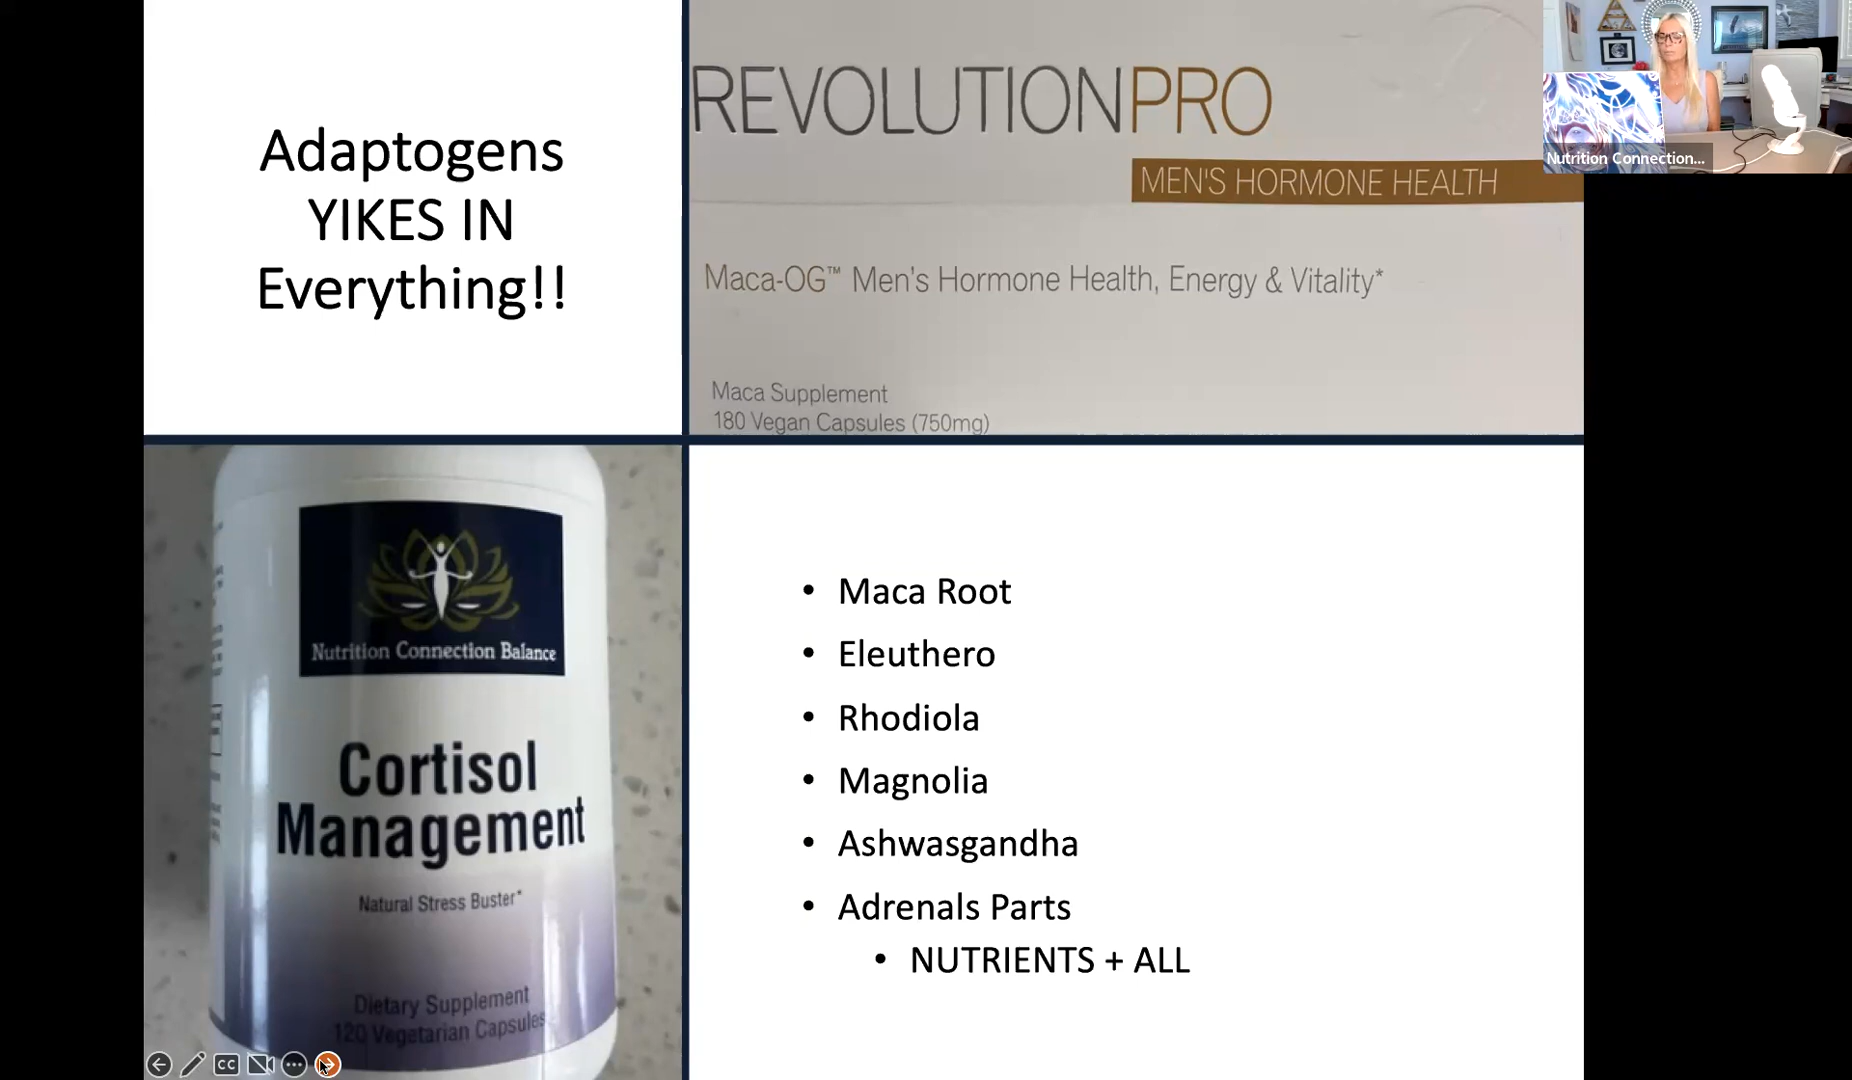 Adaptogens
YIKES IN
Everything!!
REVOLUTIONPRO
MEN'S HORMONE HEALTH
Maca-OG™ Men's Hormone Health, Energy & Vitality*
Maca Supplement
180 Vegan Capsules (750mg)
Nutrition Connection...
Nutrition Connection Balance
Cortisol
Management
Natural Stress Buster*
Dietary Supplement
120 Vegetarian Capsules
• Maca Root
• Eleuthero
• Rhodiola
• Magnolia
• Ashwasgandha
• Adrenals Parts
• NUTRIENTS + ALL
CC